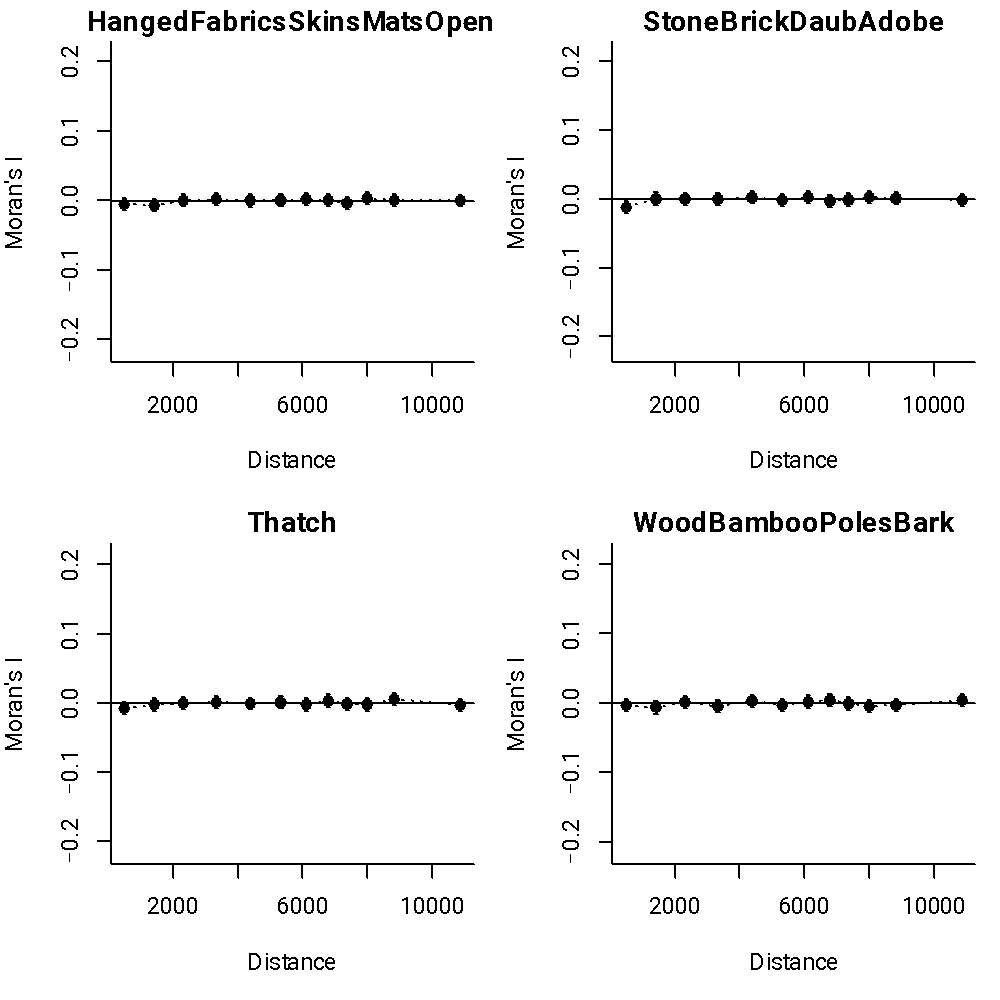 HangedFabricsSkinsMatsOpen
0.2
0.1
0.0
−0.1
−0.2
Moran's I
2000 6000 10000
Distance
StoneBrickDaubAdobe
0.2
0.1
0.0
−0.1
−0.2
Moran's I
2000 6000 10000
Distance
Thatch
0.2
0.1
0.0
−0.1
−0.2
Moran's I
2000 6000 10000
Distance
WoodBambooPolesBark
0.2
0.1
0.0
−0.1
−0.2
Moran's I
2000 6000 10000
Distance